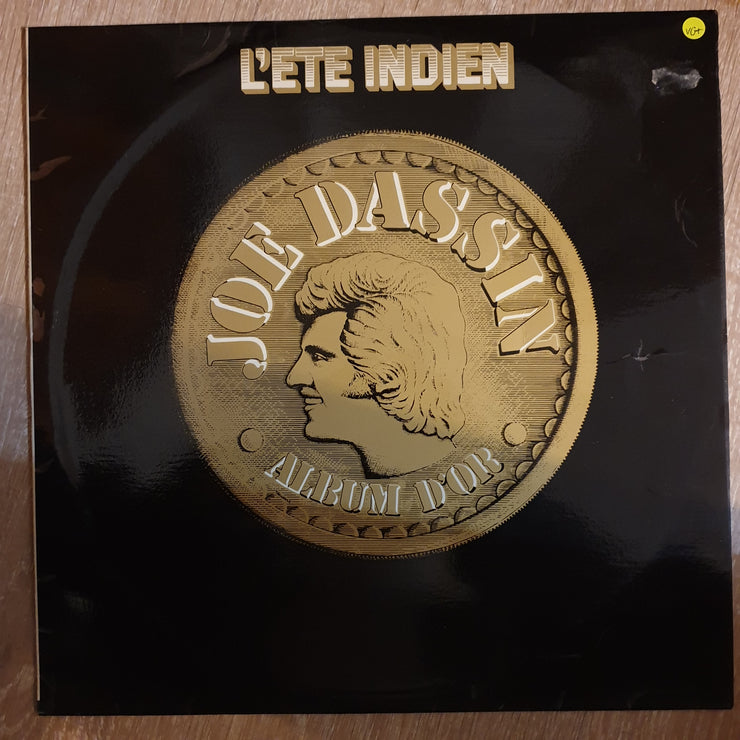 VG+
L'ETE INDIEN
JOE DASSIN
ALBUM D'OR